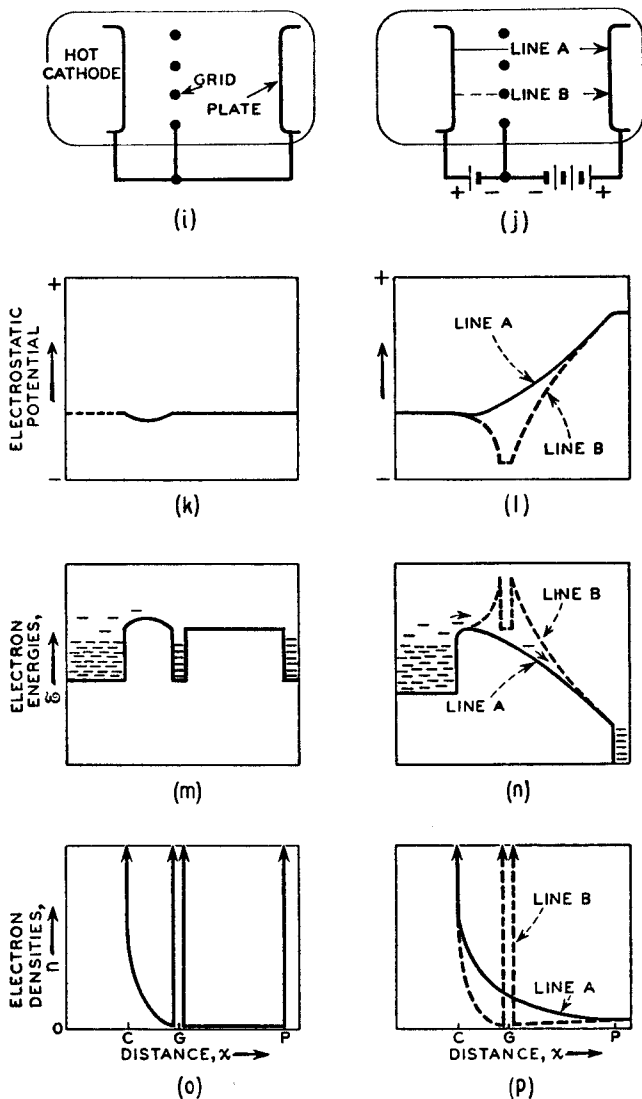 HOT
CATHODE
GRID
PLATE
(i)
LINE A
LINE B
+ − − +
(j)
ELECTROSTATIC
POTENTIAL
+
−
(k)
+
−
LINE A
LINE B
(l)
ELECTRON
ENERGIES,
ℰ
(m)
LINE B
LINE A
(n)
ELECTRON
DENSITIES,
n
0
C G P
DISTANCE, x
(o)
LINE B
LINE A
C G P
DISTANCE, x
(p)